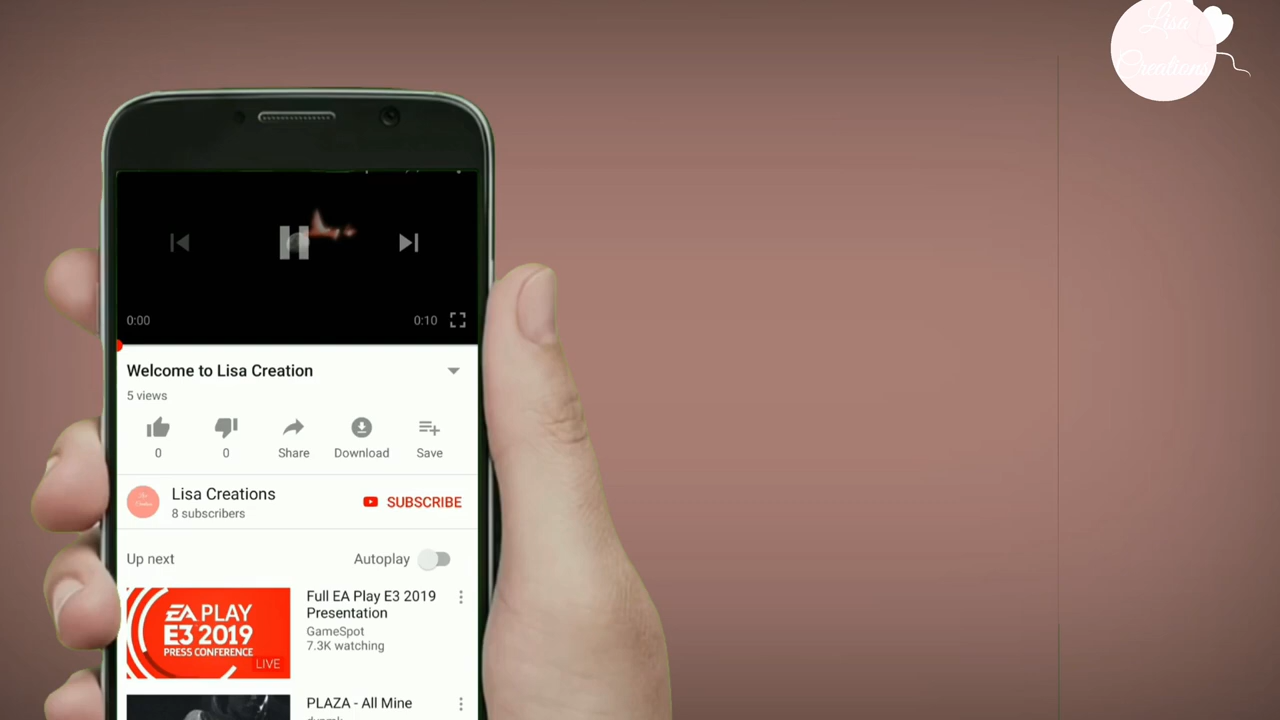 Lisa
Creations
0:00
0:10
Welcome to Lisa Creation
5 views
0
0
Share
Download
Save
Lisa Creations
8 subscribers
SUBSCRIBE
Up next
Autoplay
EA PLAY
E3 2019
PRESS CONFERENCE
LIVE
Full EA Play E3 2019
Presentation
GameSpot
7.3K watching
PLAZA - All Mine